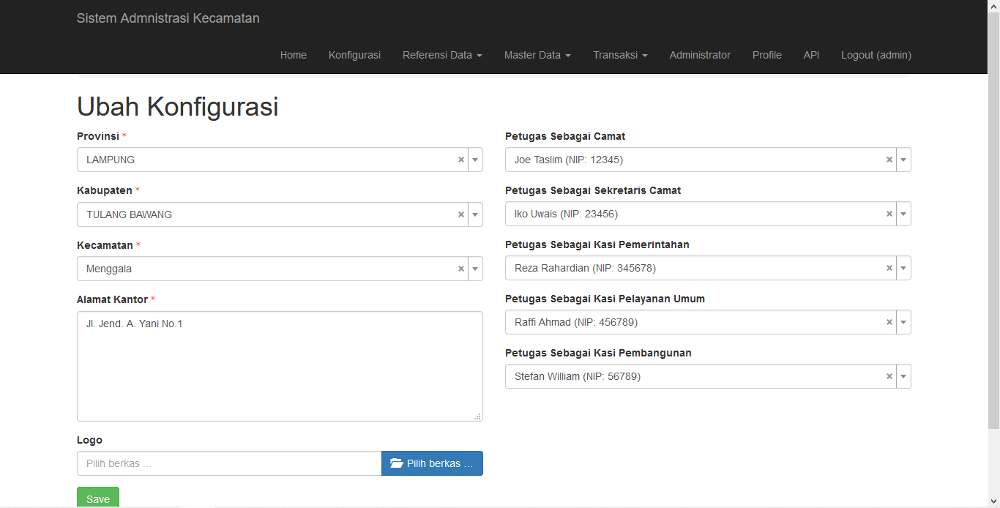 Sistem Admnistrasi Kecamatan
Home Konfigurasi Referensi Data Master Data Transaksi Administrator Profile API Logout (admin)
Ubah Konfigurasi
Provinsi *
LAMPUNG ×
Kabupaten *
TULANG BAWANG ×
Kecamatan *
Menggala ×
Alamat Kantor *
Jl. Jend. A. Yani No.1
Logo
Pilih berkas ... Pilih berkas ...
Save
Petugas Sebagai Camat
Joe Taslim (NIP: 12345) ×
Petugas Sebagai Sekretaris Camat
Iko Uwais (NIP: 23456) ×
Petugas Sebagai Kasi Pemerintahan
Reza Rahardian (NIP: 345678) ×
Petugas Sebagai Kasi Pelayanan Umum
Raffi Ahmad (NIP: 456789) ×
Petugas Sebagai Kasi Pembangunan
Stefan William (NIP: 56789) ×